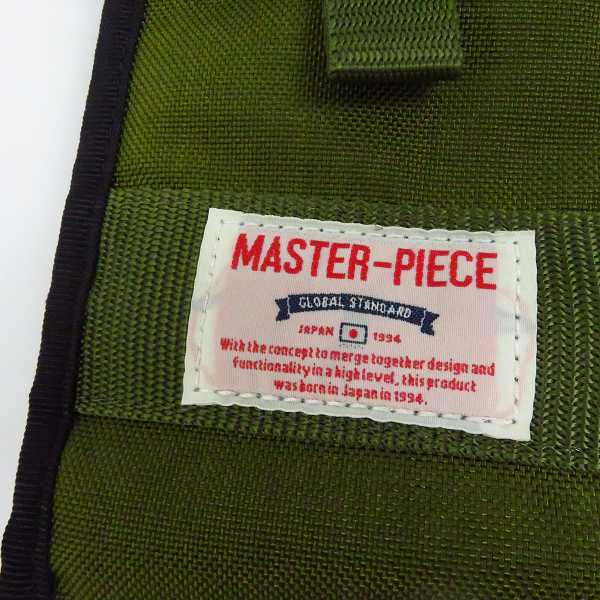 MASTER-PIECE
GLOBAL STANDARD
JAPAN 1994
With the concept to merge together design and
functionality in a high level, this product
was born in Japan in 1994.